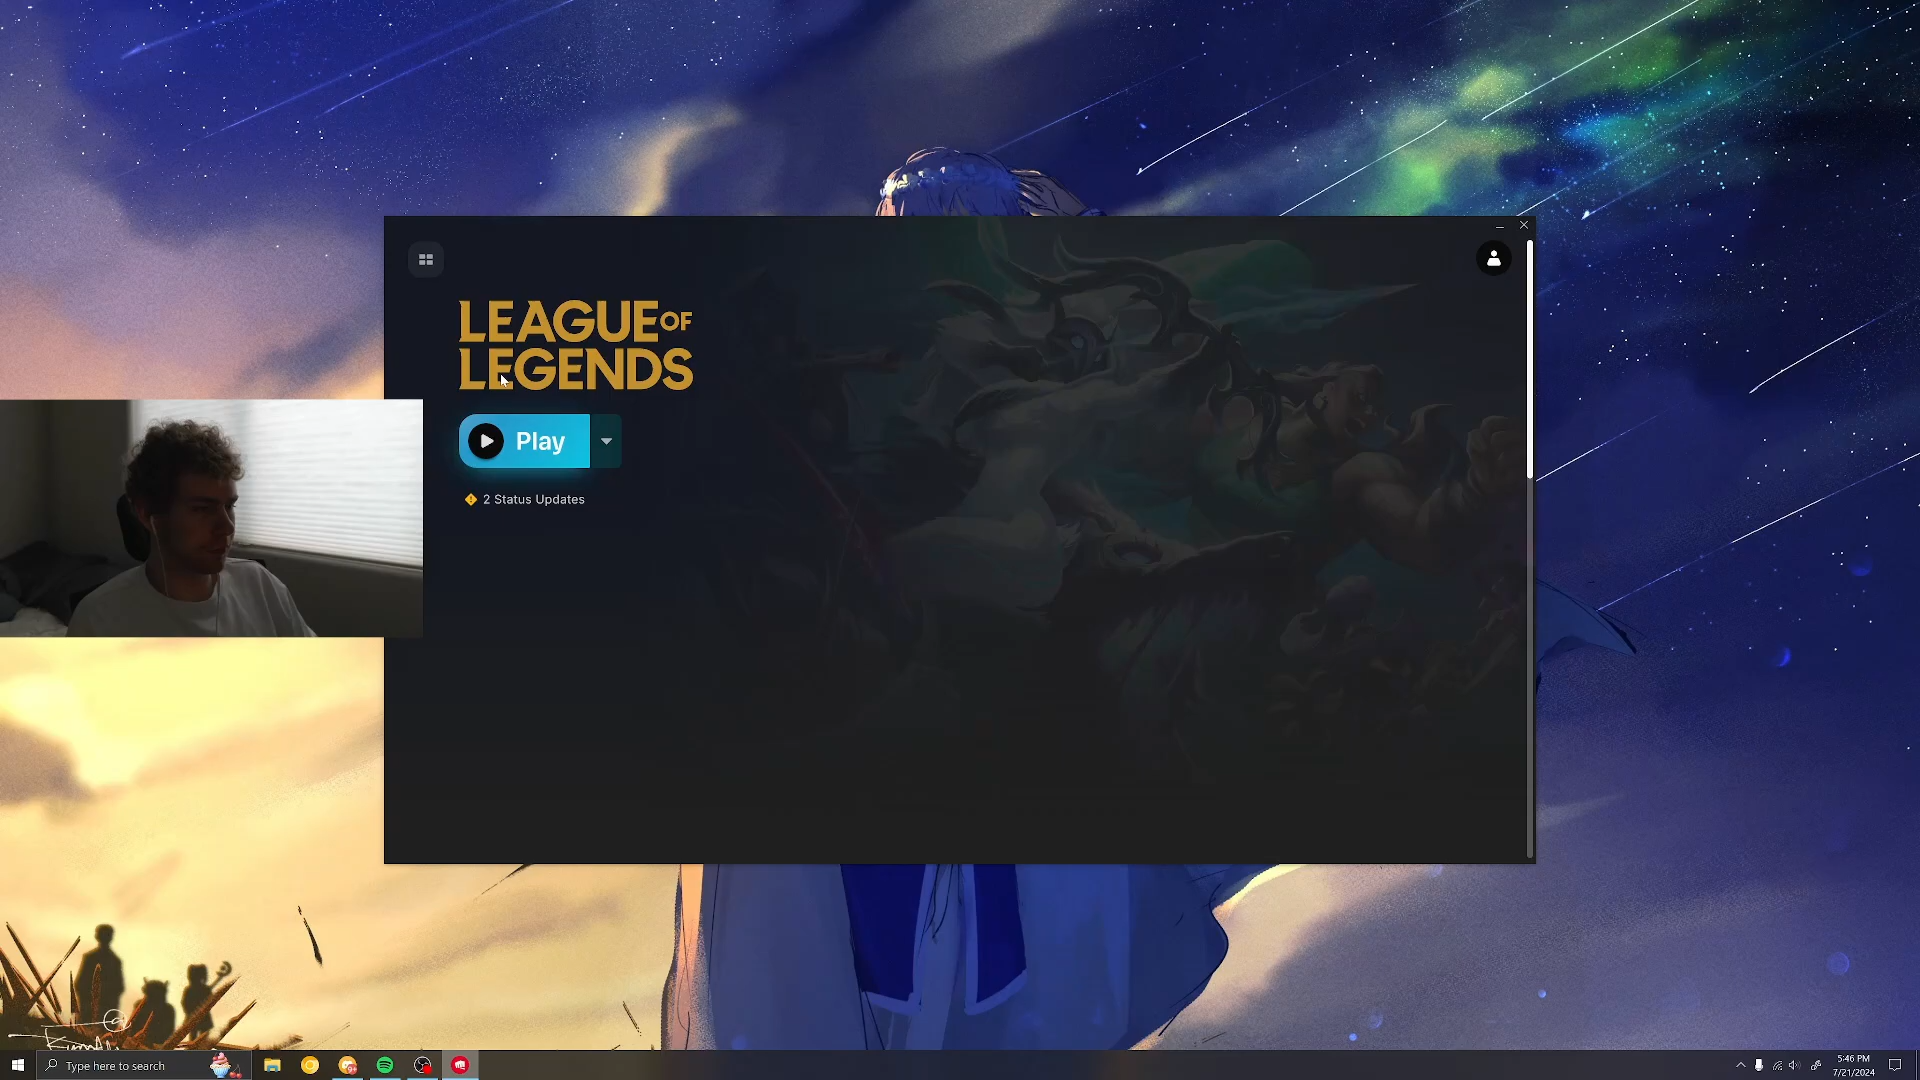 LEAGUE OF
LEGENDS
Play
2 Status Updates
Type here to search
5:46 PM
7/21/2024